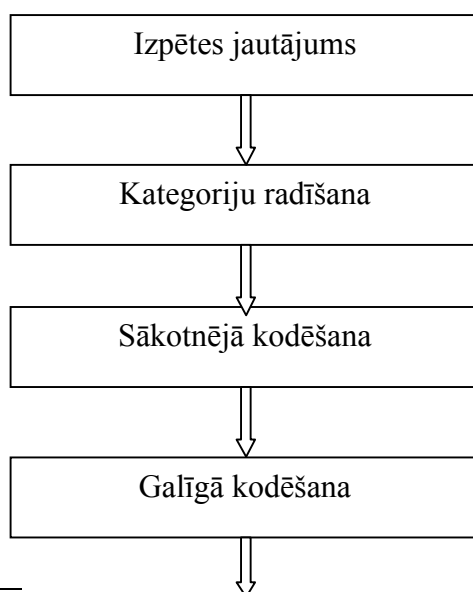 Izpētes jautājums
Kategoriju radīšana
Sākotnējā kodēšana
Galīgā kodēšana